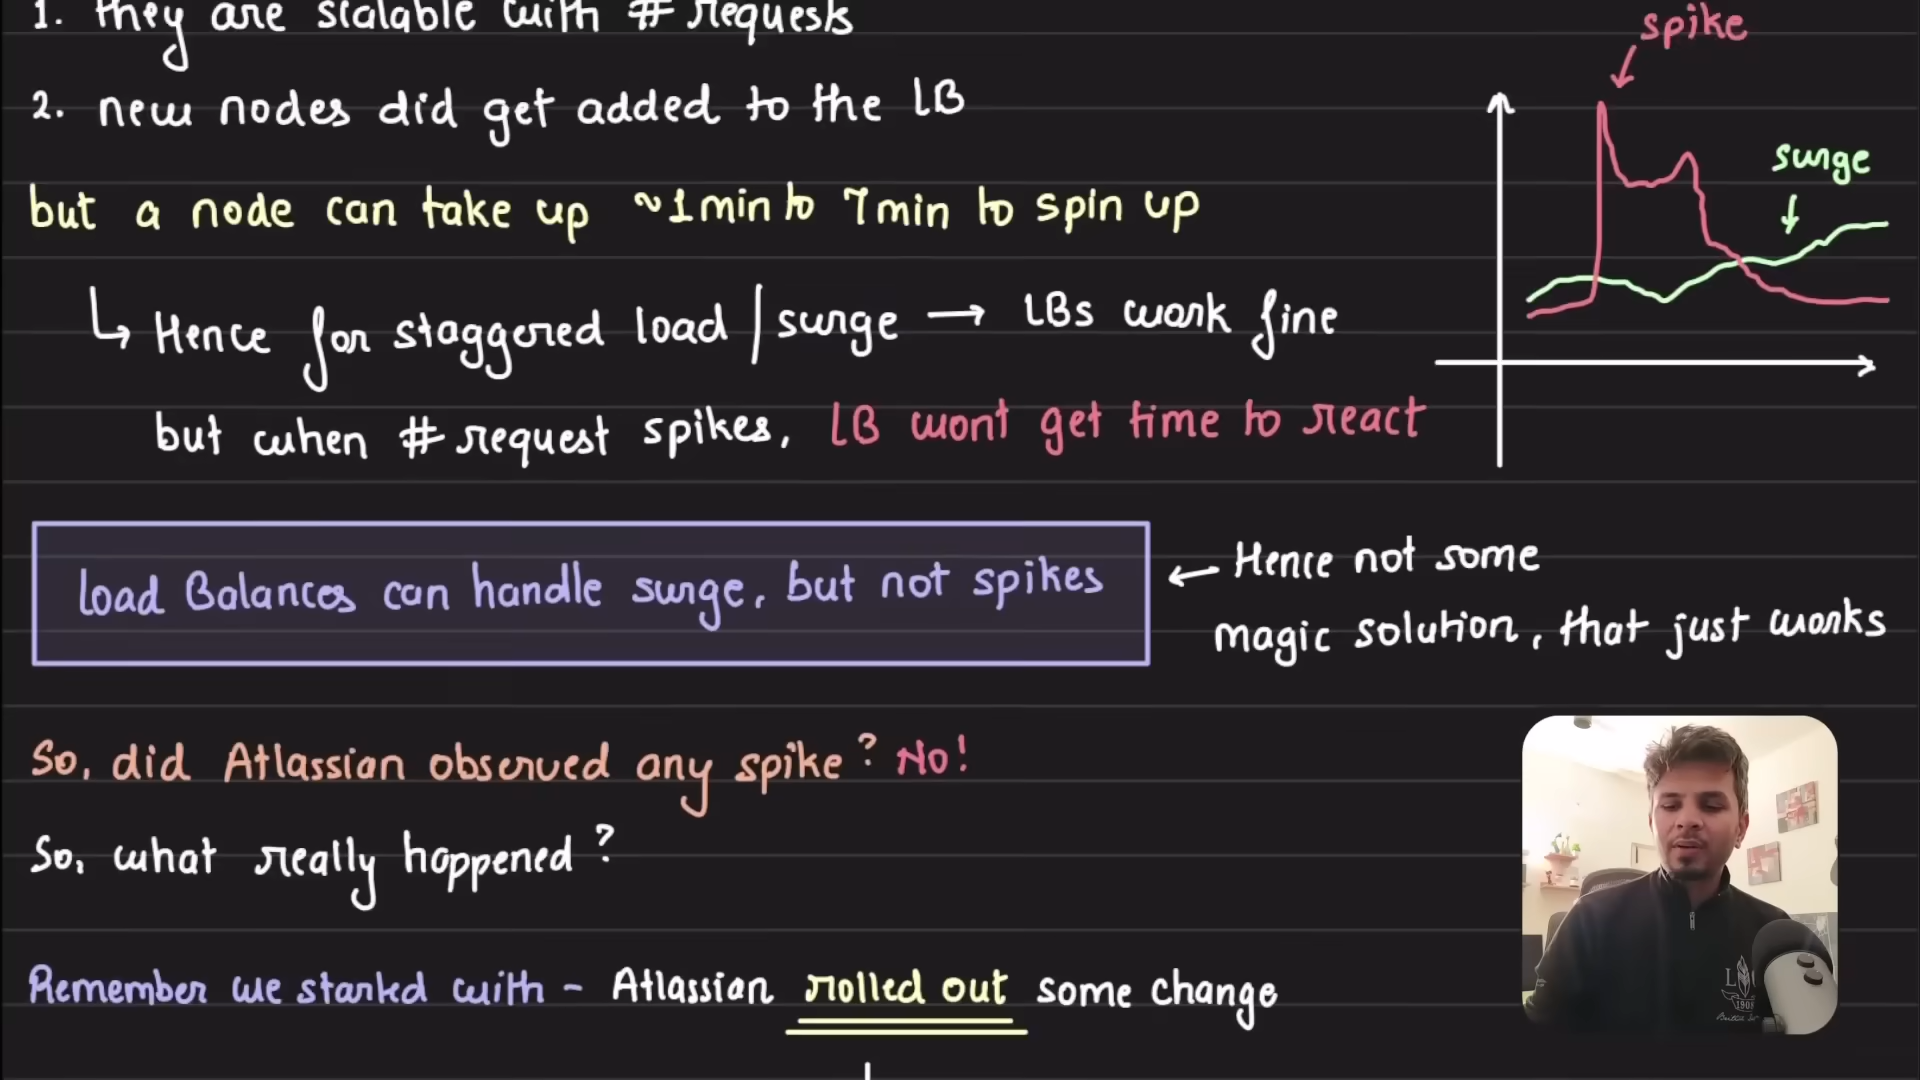 1. they are scalable with # requests
2. new nodes did get added to the LB
but a node can take up ~1min to 7min to spin up
Hence for staggered load / surge → LBs work fine
but when # request spikes, LB wont get time to react
spike
surge
Load Balances can handle surge, but not spikes
← Hence not some
magic solution, that just works
So, did Atlassian observed any spike? No!
So, what really happened?
Remember we started with - Atlassian rolled out some change
1908